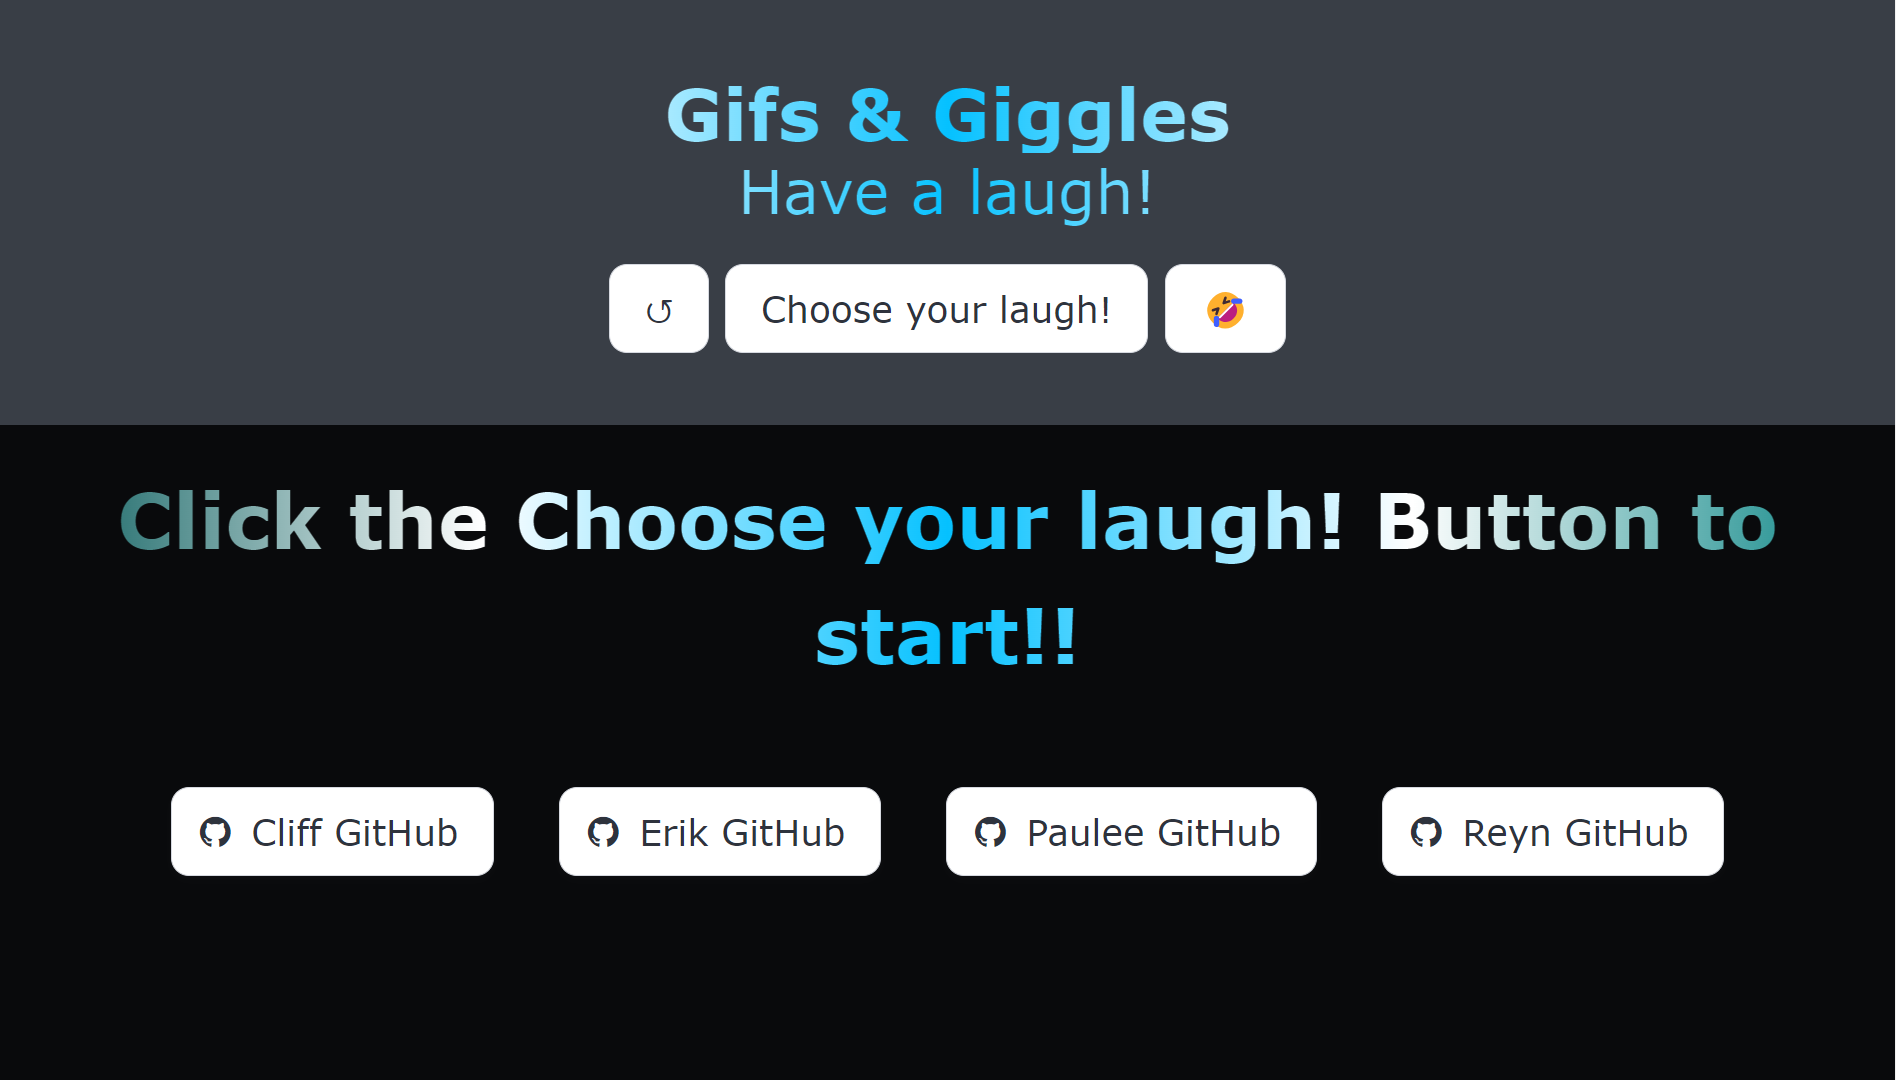 Gifs & Giggles
Have a laugh!
↺ Choose your laugh! 🤣
Click the Choose your laugh! Button to
start!!
Cliff GitHub Erik GitHub Paulee GitHub Reyn GitHub